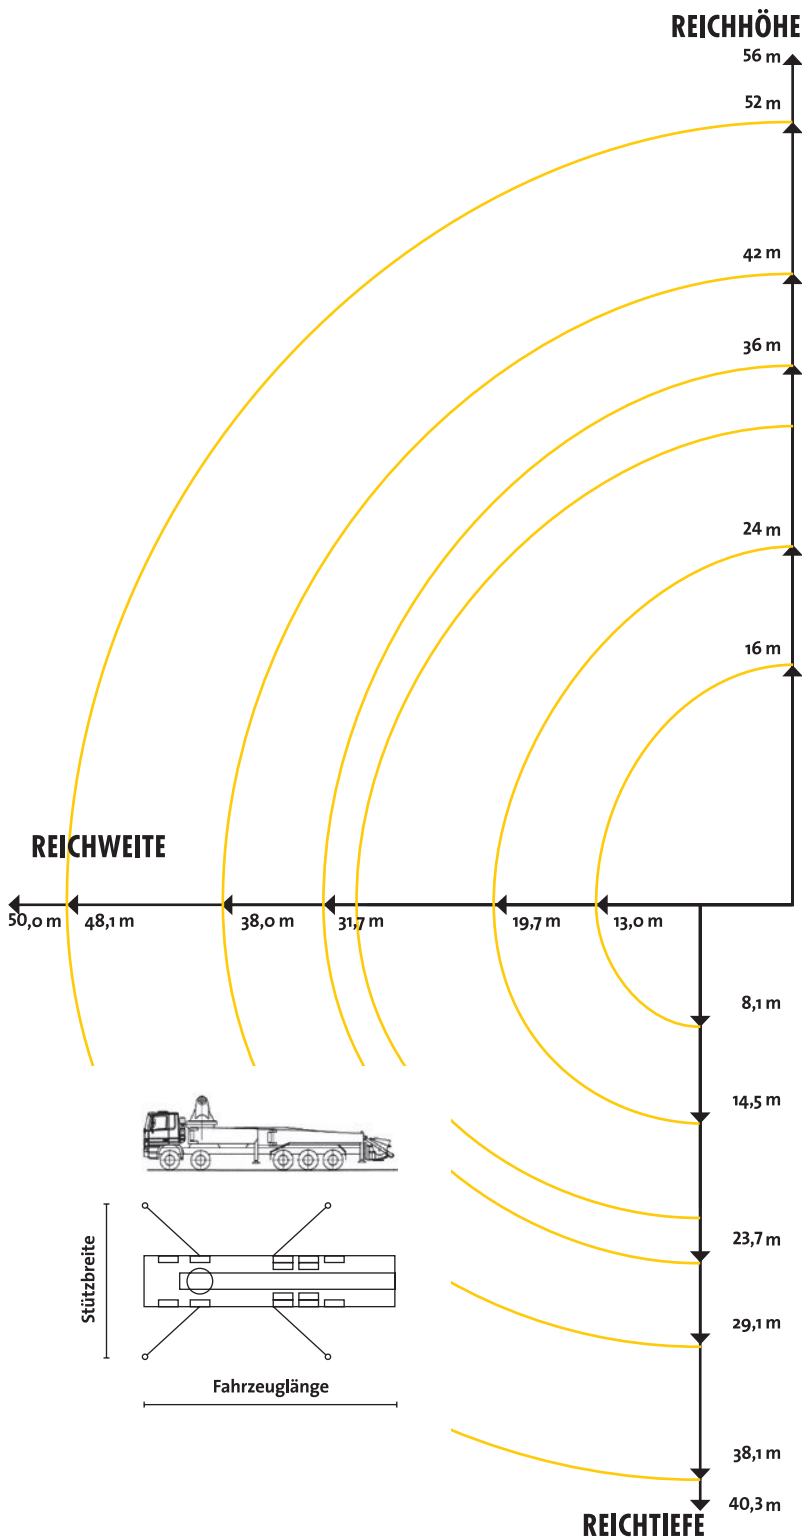 REICHHÖHE
56 m
52 m
42 m
36 m
24 m
16 m
REICHWEITE
50,0 m 48,1 m 38,0 m 31,7 m 19,7 m 13,0 m
8,1 m
14,5 m
23,7 m
29,1 m
38,1 m
40,3 m
REICHTIEFE
Stützbreite
Fahrzeuglänge